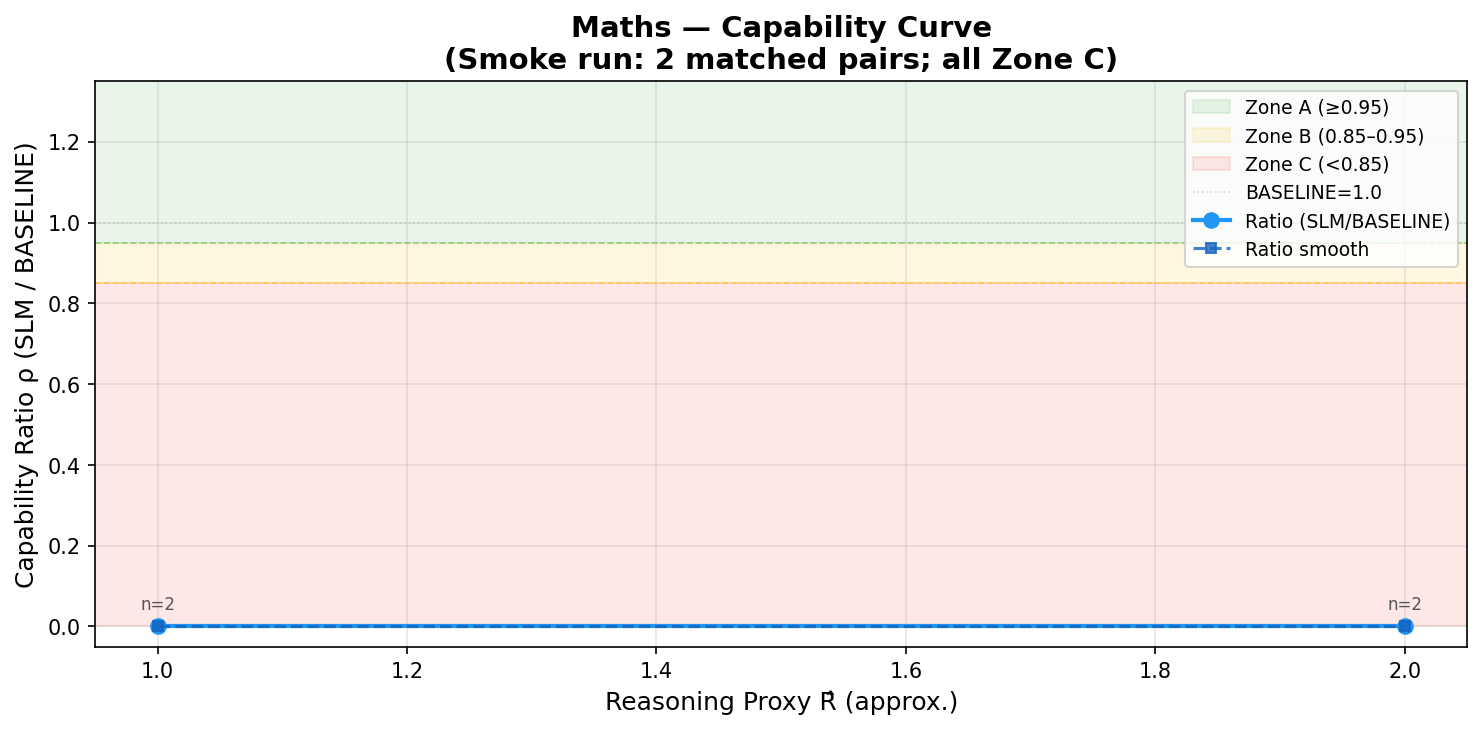 Maths — Capability Curve
(Smoke run: 2 matched pairs; all Zone C)
Capability Ratio ρ (SLM / BASELINE)
1.2
1.0
0.8
0.6
0.4
0.2
0.0
Zone A (≥0.95)
Zone B (0.85–0.95)
Zone C (<0.85)
BASELINE=1.0
Ratio (SLM/BASELINE)
Ratio smooth
n=2
n=2
1.0
1.2
1.4
1.6
1.8
2.0
Reasoning Proxy R̂ (approx.)